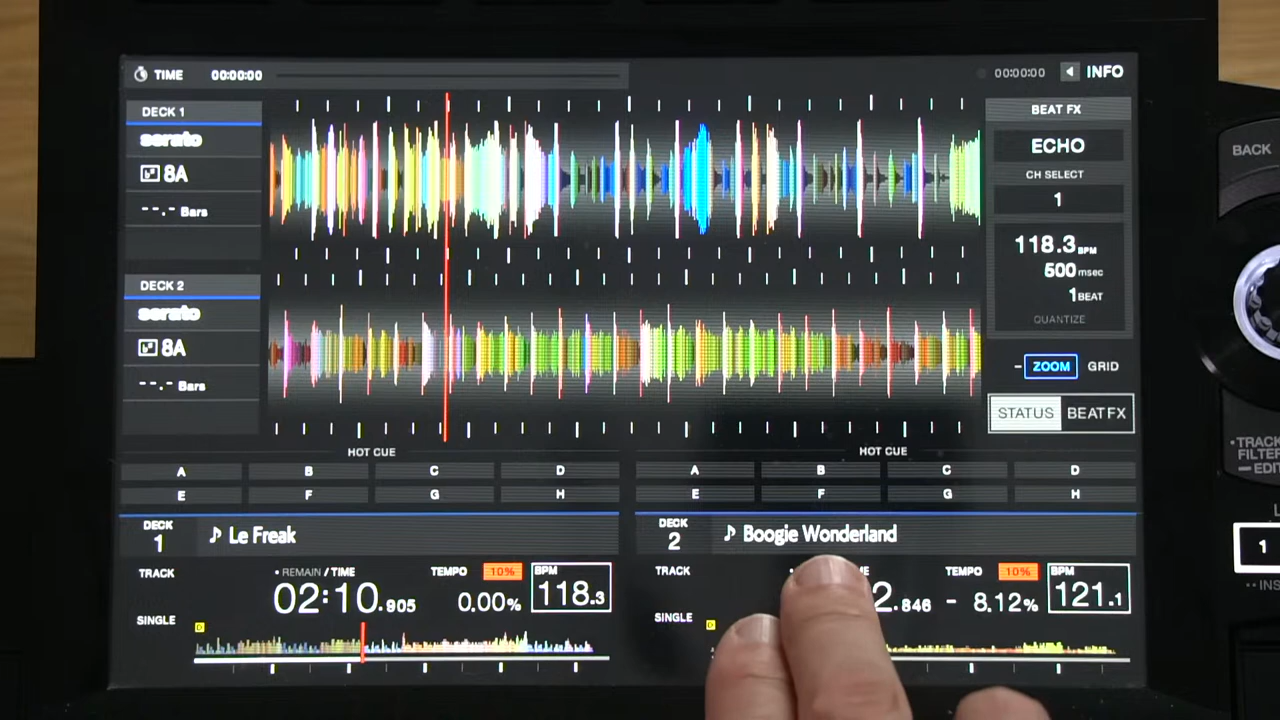 TIME 00:00:00
00:00:00 INFO
DECK 1
serato
8A
--.- Bars
DECK 2
serato
8A
--.- Bars
BEAT FX
ECHO
CH SELECT
1
118.3 BPM
500 msec
1 BEAT
QUANTIZE
- ZOOM GRID
STATUS BEAT FX
HOT CUE
A B C D
E F G H
HOT CUE
A B C D
E F G H
DECK 1
Le Freak
TRACK
REMAIN / TIME
02:10.905
TEMPO 10%
0.00%
BPM
118.3
SINGLE
DECK 2
Boogie Wonderland
TRACK
2.846
TEMPO 10%
- 8.12%
BPM
121.1
SINGLE
BACK
TRACK
FILTER
EDIT
1